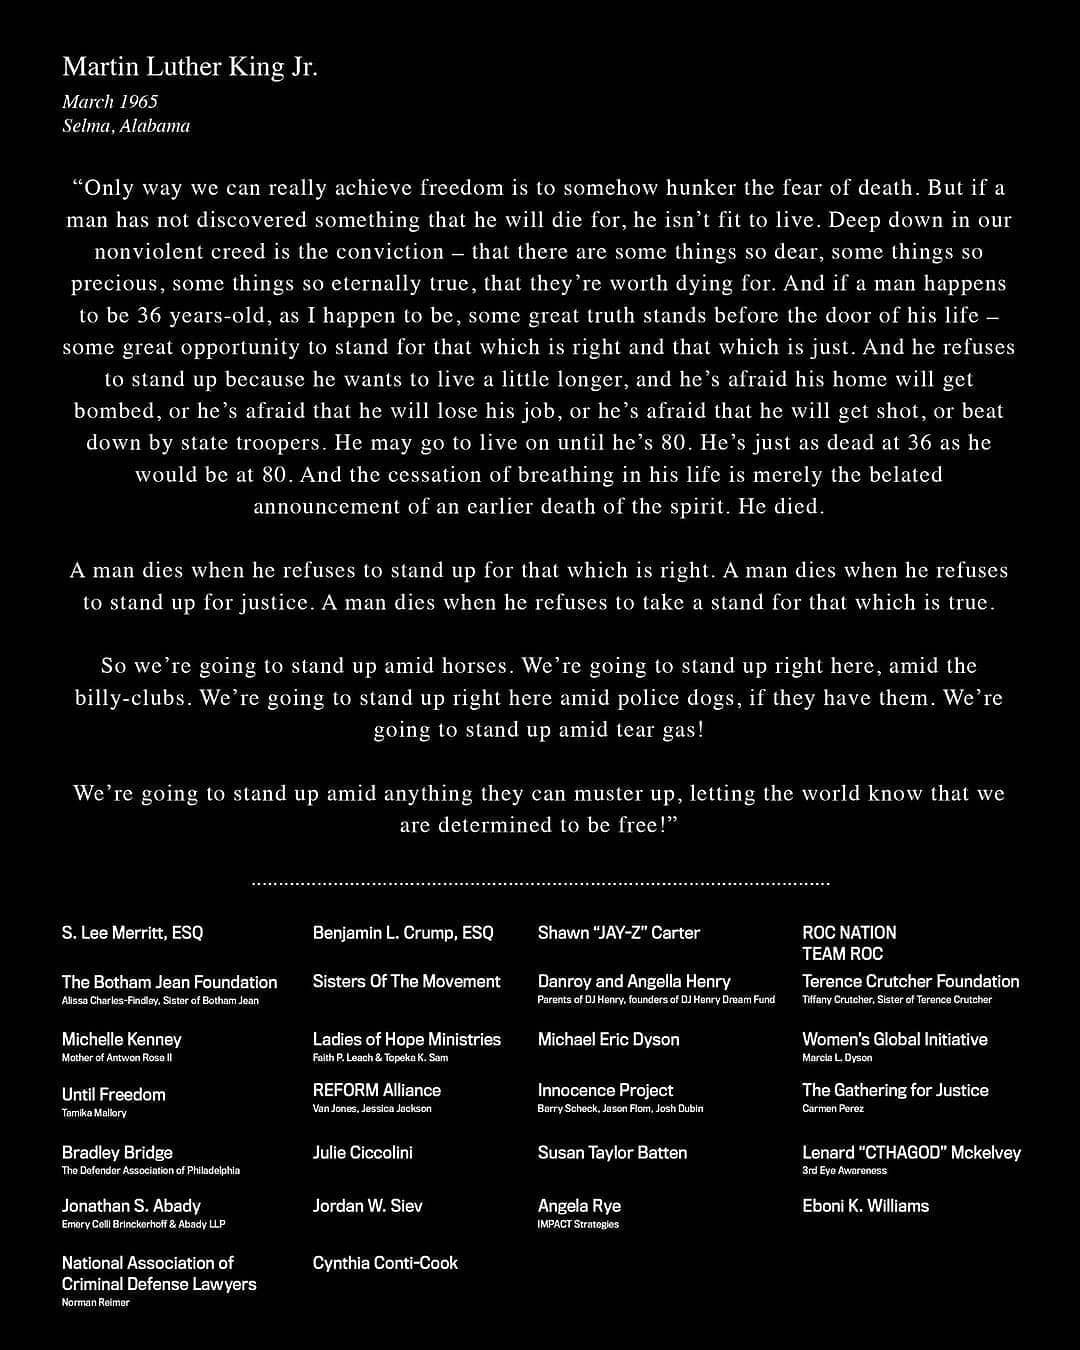 Martin Luther King Jr.
March 1965
Selma, Alabama
“Only way we can really achieve freedom is to somehow hunker the fear of death. But if a
man has not discovered something that he will die for, he isn’t fit to live. Deep down in our
nonviolent creed is the conviction – that there are some things so dear, some things so
precious, some things so eternally true, that they’re worth dying for. And if a man happens
to be 36 years-old, as I happen to be, some great truth stands before the door of his life –
some great opportunity to stand for that which is right and that which is just. And he refuses
to stand up because he wants to live a little longer, and he’s afraid his home will get
bombed, or he’s afraid that he will lose his job, or he’s afraid that he will get shot, or beat
down by state troopers. He may go to live on until he’s 80. He’s just as dead at 36 as he
would be at 80. And the cessation of breathing in his life is merely the belated
announcement of an earlier death of the spirit. He died.
A man dies when he refuses to stand up for that which is right. A man dies when he refuses
to stand up for justice. A man dies when he refuses to take a stand for that which is true.
So we’re going to stand up amid horses. We’re going to stand up right here, amid the
billy-clubs. We’re going to stand up right here amid police dogs, if they have them. We’re
going to stand up amid tear gas!
We’re going to stand up amid anything they can muster up, letting the world know that we
are determined to be free!”
S. Lee Merritt, ESQ
Benjamin L. Crump, ESQ
Shawn “JAY-Z” Carter
ROC NATION
TEAM ROC
The Botham Jean Foundation
Alissa Charles-Findley, Sister of Botham Jean
Sisters Of The Movement
Danroy and Angella Henry
Parents of DJ Henry, founders of DJ Henry Dream Fund
Terence Crutcher Foundation
Tiffany Crutcher, Sister of Terence Crutcher
Michelle Kenney
Mother of Antwon Rose II
Ladies of Hope Ministries
Faith P. Leach & Topeka K. Sam
Michael Eric Dyson
Women’s Global Initiative
Marcia L. Dyson
Until Freedom
Tamika Mallory
REFORM Alliance
Van Jones, Jessica Jackson
Innocence Project
Barry Scheck, Jason Flom, Josh Dubin
The Gathering for Justice
Carmen Perez
Bradley Bridge
The Defender Association of Philadelphia
Julie Ciccolini
Susan Taylor Batten
Lenard “CTHAGOD” Mckelvey
3rd Eye Awareness
Jonathan S. Abady
Emery Celli Brinckerhoff & Abady LLP
Jordan W. Siev
Angela Rye
IMPACT Strategies
Eboni K. Williams
National Association of
Criminal Defense Lawyers
Norman Reimer
Cynthia Conti-Cook